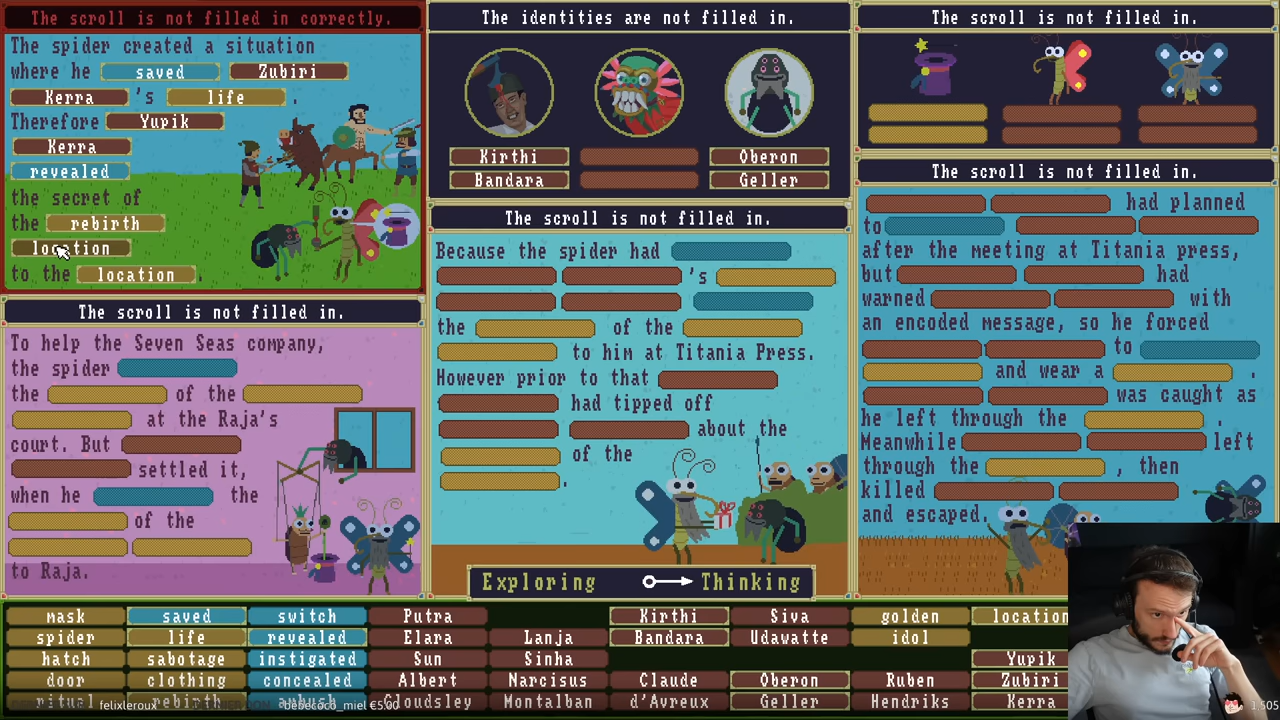 The scroll is not filled in correctly.
The spider created a situation
where he saved Zubiri
Kerra 's life .
Therefore Yupik
Kerra
revealed
the secret of
the rebirth
location
to the location .
The scroll is not filled in.
To help the Seven Seas company,
the spider
the of the
at the Raja's
court. But
settled it,
when he the
of the
to Raja.
The identities are not filled in.
Kirthi Oberon
Bandara Geller
The scroll is not filled in.
Because the spider had
's
the of the
to him at Titania Press.
However prior to that
had tipped off
about the
of the
.
Exploring Thinking
The scroll is not filled in.
The scroll is not filled in.
had planned
to
after the meeting at Titania press,
but had
warned with
an encoded message, so he forced
to
and wear a .
was caught as
he left through the .
Meanwhile left
through the , then
killed
and escaped.
mask saved switch Putra Kirthi Siva golden location
spider life revealed Elara Lanja Bandara Udawatte idol
hatch sabotage instigated Sun Sinha Yupik
door clothing concealed Albert Narcisus Claude Oberon Ruben Zubiri
ritual rebirth ambush Cloudsley Montalban d'Avreux Geller Hendriks Kerra
felixleroux bebecoco_miel €5.00
1,505